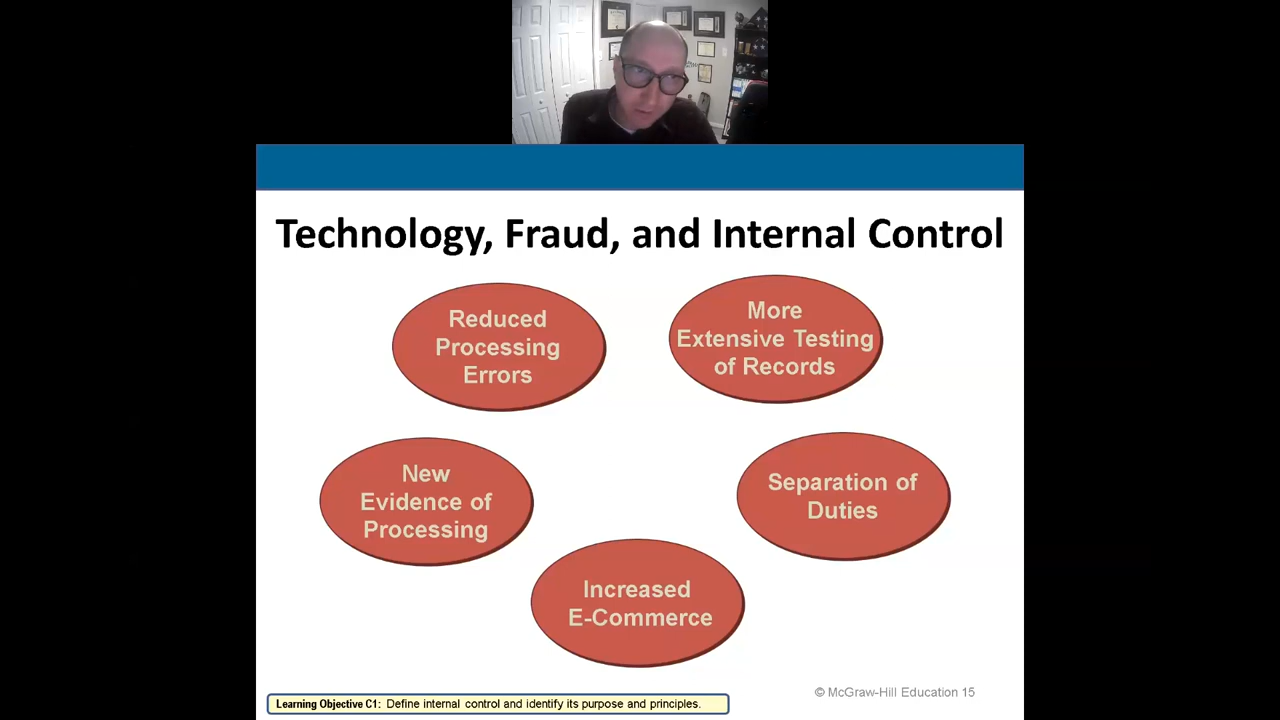 Technology, Fraud, and Internal Control
Reduced
Processing
Errors
More
Extensive Testing
of Records
New
Evidence of
Processing
Separation of
Duties
Increased
E-Commerce
© McGraw-Hill Education 15
Learning Objective C1: Define internal control and identify its purpose and principles.